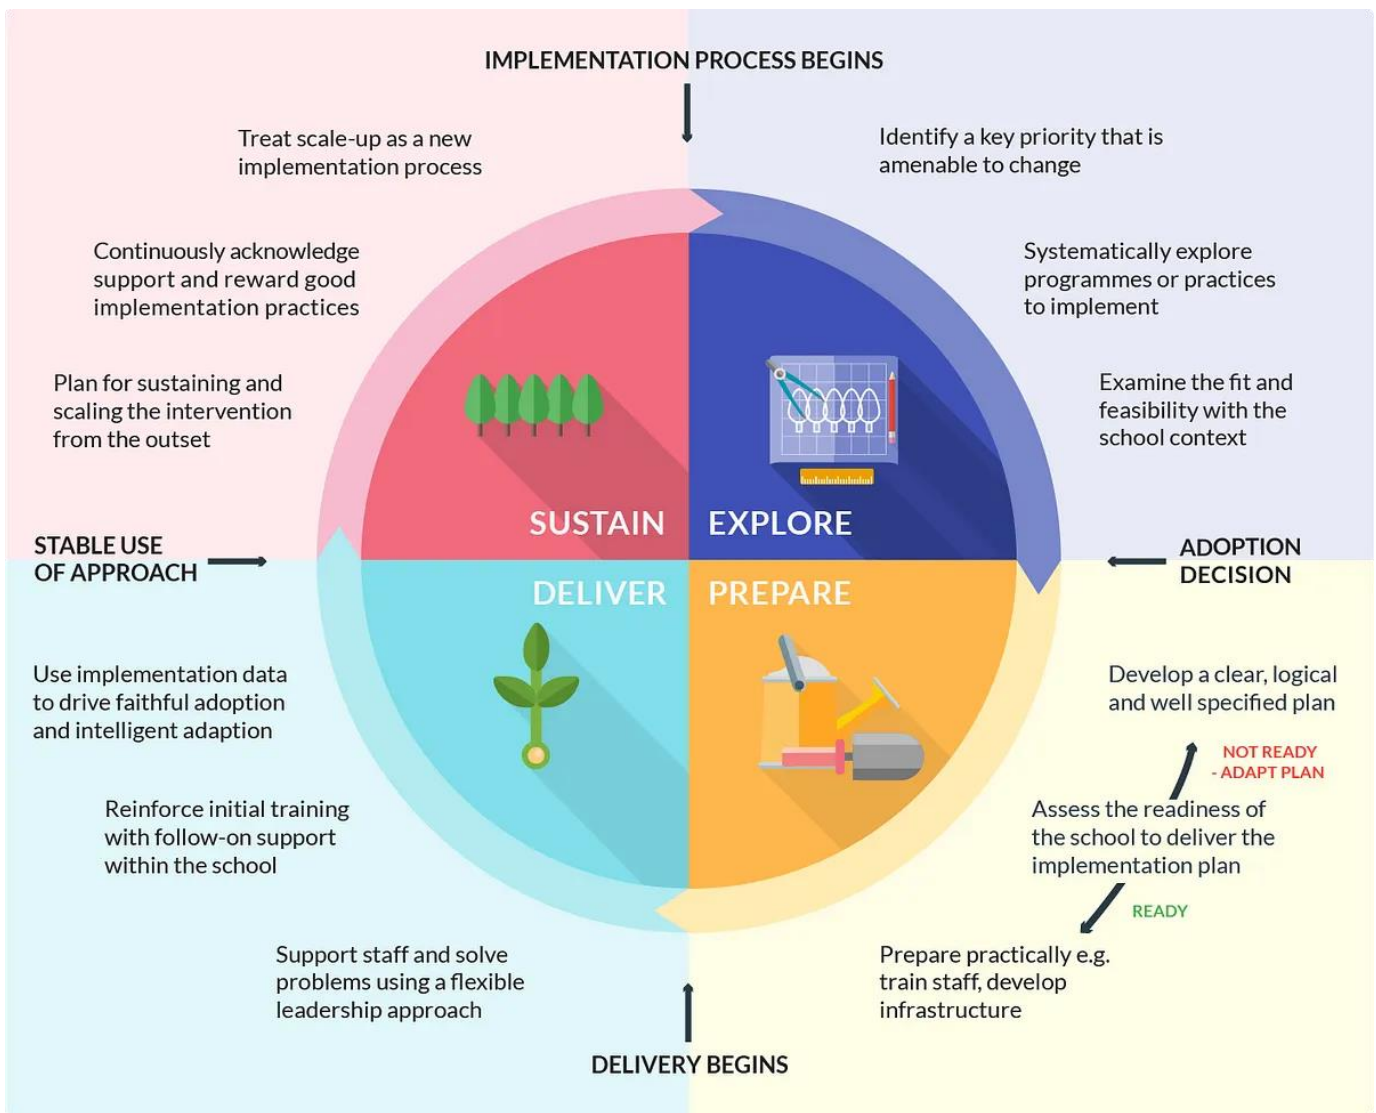 IMPLEMENTATION PROCESS BEGINS
Identify a key priority that is
amenable to change
Systematically explore
programmes or practices
to implement
Examine the fit and
feasibility with the
school context
EXPLORE
ADOPTION
DECISION
PREPARE
Develop a clear, logical
and well specified plan
NOT READY
- ADAPT PLAN
Assess the readiness of
the school to deliver the
implementation plan
READY
Prepare practically e.g.
train staff, develop
infrastructure
DELIVERY BEGINS
DELIVER
Support staff and solve
problems using a flexible
leadership approach
Reinforce initial training
with follow-on support
within the school
Use implementation data
to drive faithful adoption
and intelligent adaption
STABLE USE
OF APPROACH
SUSTAIN
Plan for sustaining and
scaling the intervention
from the outset
Continuously acknowledge
support and reward good
implementation practices
Treat scale-up as a new
implementation process